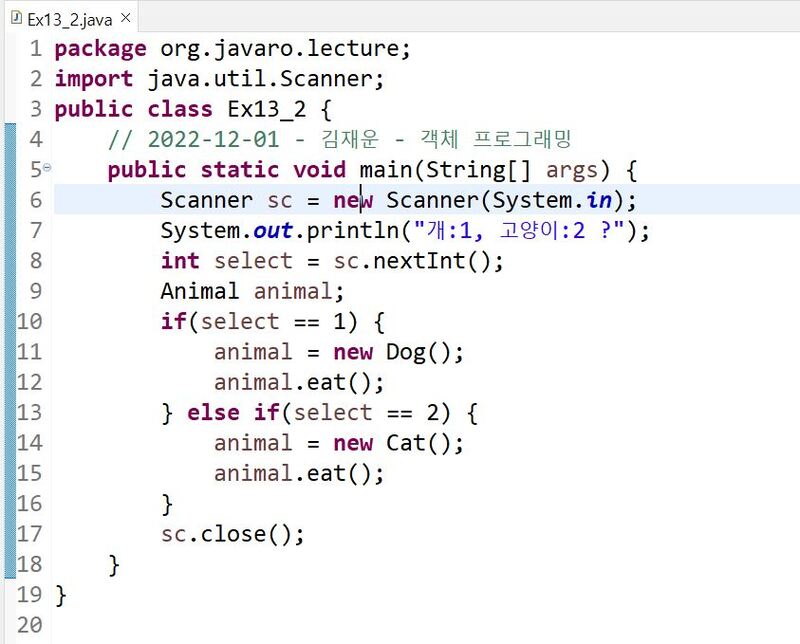 Ex13_2.java
1 package org.javaro.lecture;
2 import java.util.Scanner;
3 public class Ex13_2 {
4     // 2022-12-01 - 김재운 - 객체 프로그래밍
5     public static void main(String[] args) {
6         Scanner sc = new Scanner(System.in);
7         System.out.println("개:1, 고양이:2 ?");
8         int select = sc.nextInt();
9         Animal animal;
10         if(select == 1) {
11             animal = new Dog();
12             animal.eat();
13         } else if(select == 2) {
14             animal = new Cat();
15             animal.eat();
16         }
17         sc.close();
18     }
19 }
20